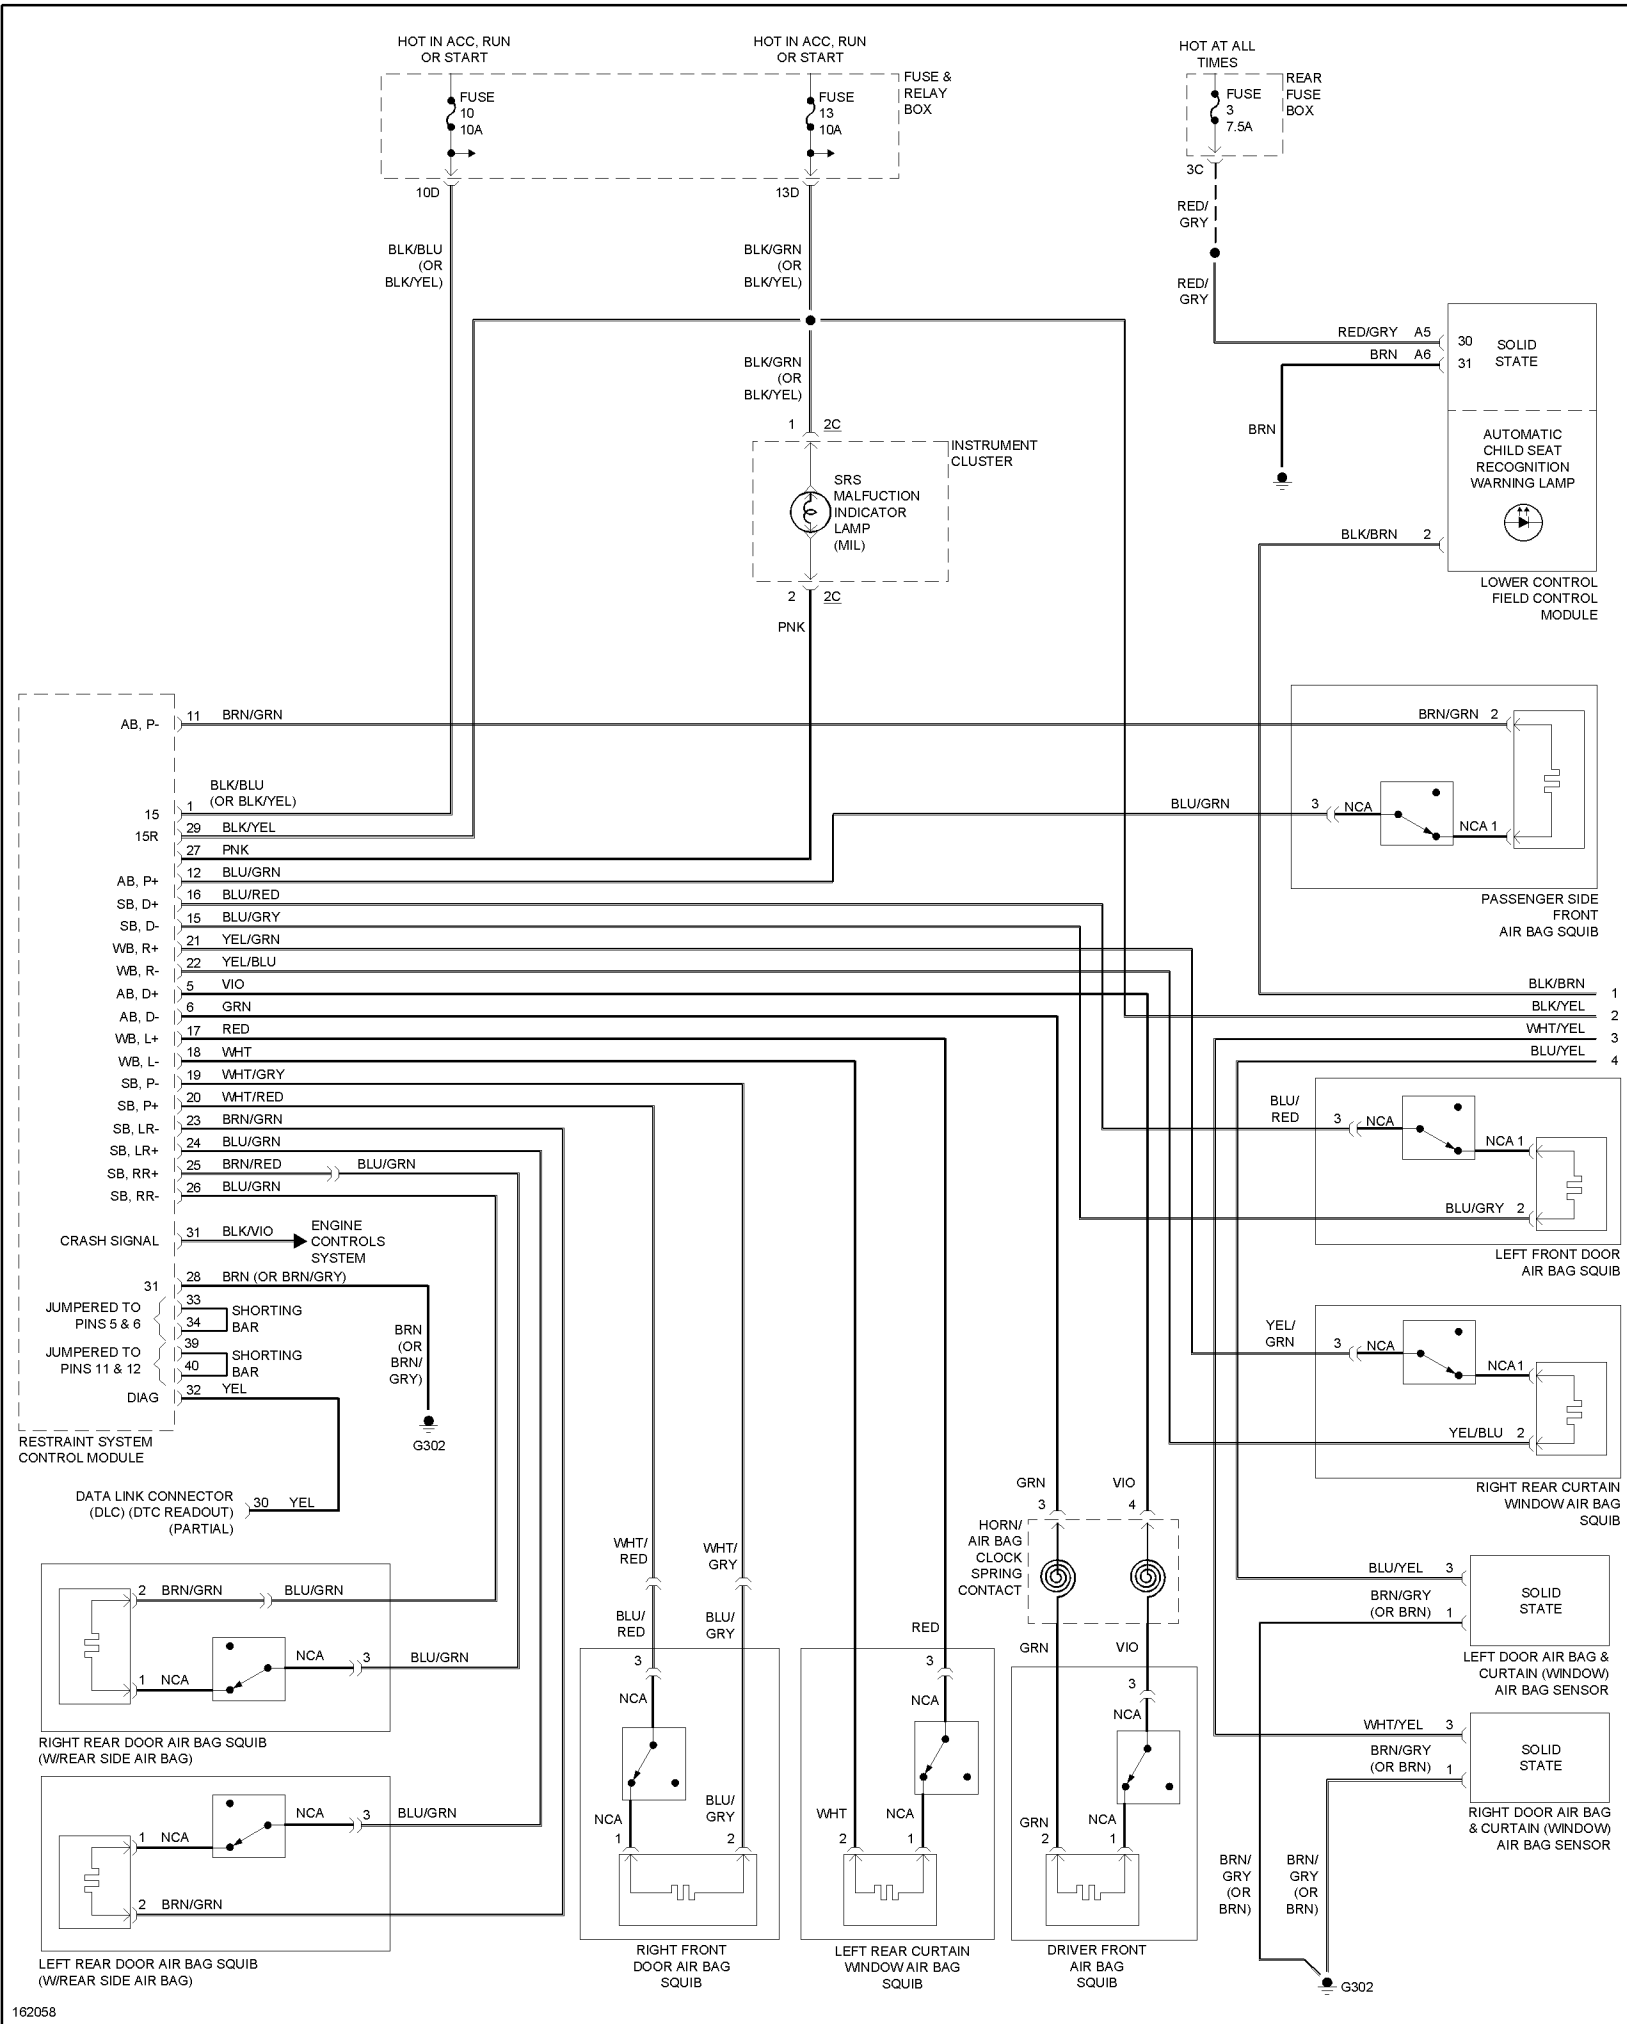 HOT IN ACC, RUN
OR START
HOT IN ACC, RUN
OR START
HOT AT ALL
TIMES
FUSE
10
10A
FUSE
13
10A
FUSE &
RELAY
BOX
FUSE
3
7.5A
REAR
FUSE
BOX
10D
13D
3C
RED/
GRY
BLK/BLU
(OR
BLK/YEL)
BLK/GRN
(OR
BLK/YEL)
RED/
GRY
RED/GRY A5
30
BRN A6
31
SOLID
STATE
BLK/GRN
(OR
BLK/YEL)
BRN
1 2C
INSTRUMENT
CLUSTER
SRS
MALFUCTION
INDICATOR
LAMP
(MIL)
2 2C
PNK
AUTOMATIC
CHILD SEAT
RECOGNITION
WARNING LAMP
BLK/BRN 2
LOWER CONTROL
FIELD CONTROL
MODULE
AB, P- 11 BRN/GRN
BRN/GRN 2
BLK/BLU
(OR BLK/YEL)
15 1
15R 29 BLK/YEL
27 PNK
AB, P+ 12 BLU/GRN
SB, D+ 16 BLU/RED
SB, D- 15 BLU/GRY
WB, R+ 21 YEL/GRN
WB, R- 22 YEL/BLU
AB, D+ 5 VIO
AB, D- 6 GRN
WB, L+ 17 RED
WB, L- 18 WHT
SB, P- 19 WHT/GRY
SB, P+ 20 WHT/RED
SB, LR- 23 BRN/GRN
SB, LR+ 24 BLU/GRN
SB, RR+ 25 BRN/RED BLU/GRN
SB, RR- 26 BLU/GRN
CRASH SIGNAL 31 BLK/VIO
ENGINE
CONTROLS
SYSTEM
31 28 BRN (OR BRN/GRY)
JUMPERED TO
PINS 5 & 6
33
34
SHORTING
BAR
JUMPERED TO
PINS 11 & 12
39
40
SHORTING
BAR
DIAG 32 YEL
BRN
(OR
BRN/
GRY)
G302
RESTRAINT SYSTEM
CONTROL MODULE
DATA LINK CONNECTOR
(DLC) (DTC READOUT)
(PARTIAL)
30 YEL
BLU/GRN 3 NCA
NCA 1
PASSENGER SIDE
FRONT
AIR BAG SQUIB
BLK/BRN 1
BLK/YEL 2
WHT/YEL 3
BLU/YEL 4
BLU/
RED
3 NCA
NCA 1
BLU/GRY 2
LEFT FRONT DOOR
AIR BAG SQUIB
YEL/
GRN
3 NCA
NCA 1
YEL/BLU 2
RIGHT REAR CURTAIN
WINDOW AIR BAG
SQUIB
GRN
3
VIO
4
HORN/
AIR BAG
CLOCK
SPRING
CONTACT
BLU/YEL 3
BRN/GRY
(OR BRN) 1
SOLID
STATE
LEFT DOOR AIR BAG &
CURTAIN (WINDOW)
AIR BAG SENSOR
WHT/YEL 3
BRN/GRY
(OR BRN) 1
SOLID
STATE
RIGHT DOOR AIR BAG
& CURTAIN (WINDOW)
AIR BAG SENSOR
BRN/
GRY
(OR
BRN)
BRN/
GRY
(OR
BRN)
G302
2 BRN/GRN BLU/GRN
NCA 3 BLU/GRN
1 NCA
RIGHT REAR DOOR AIR BAG SQUIB
(W/REAR SIDE AIR BAG)
NCA 3 BLU/GRN
1 NCA
2 BRN/GRN
LEFT REAR DOOR AIR BAG SQUIB
(W/REAR SIDE AIR BAG)
WHT/
RED
WHT/
GRY
BLU/
RED
BLU/
GRY
3
NCA
BLU/
GRY
NCA
1 2
RIGHT FRONT
DOOR AIR BAG
SQUIB
RED
3
NCA
WHT
NCA
2 1
LEFT REAR CURTAIN
WINDOW AIR BAG
SQUIB
GRN
VIO
3
NCA
GRN
NCA
2 1
DRIVER FRONT
AIR BAG
SQUIB
162058